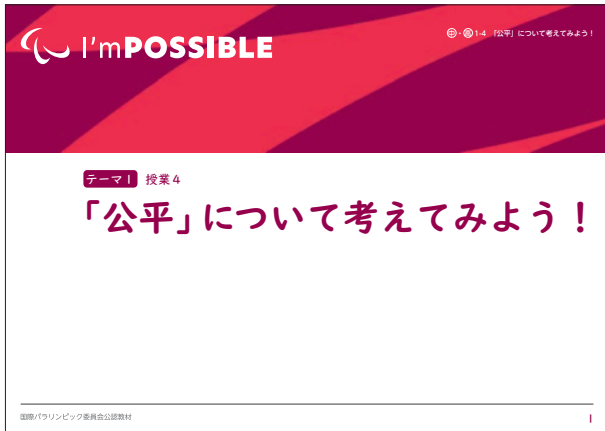 I'mPOSSIBLE
㊥・㊤1-4 「公平」について考えてみよう!
テーマ1 授業4
「公平」について考えてみよう!
国際パラリンピック委員会公認教材
1